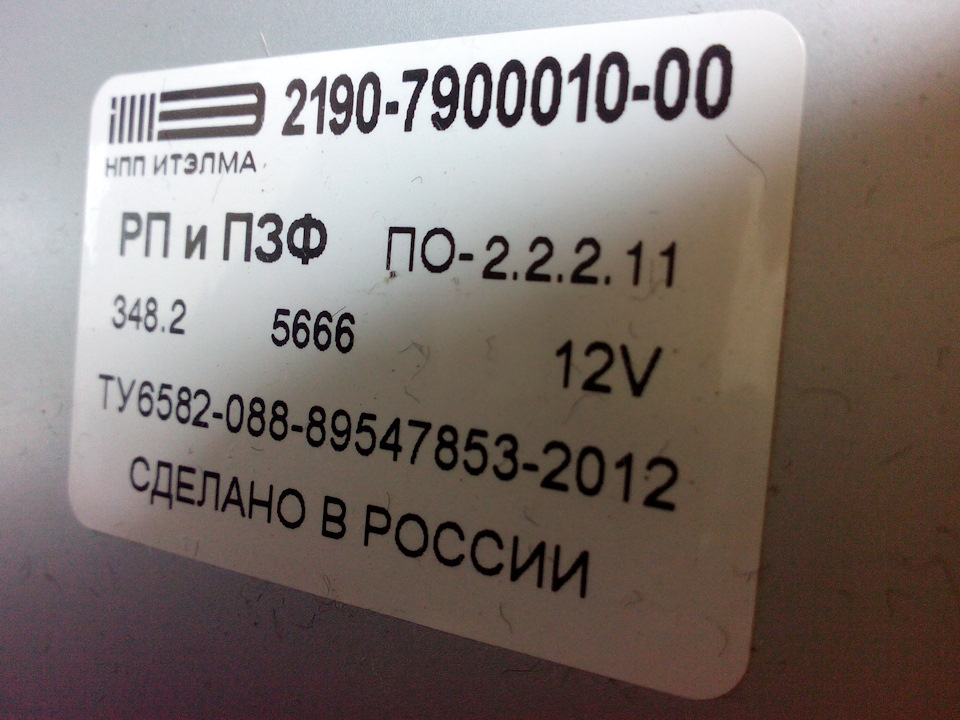 2190-7900010-00
НПП ИТЭЛМА
РП и ПЗФ ПО-2.2.2.11
348.2 5666 12V
ТУ6582-088-89547853-2012
СДЕЛАНО В РОССИИ